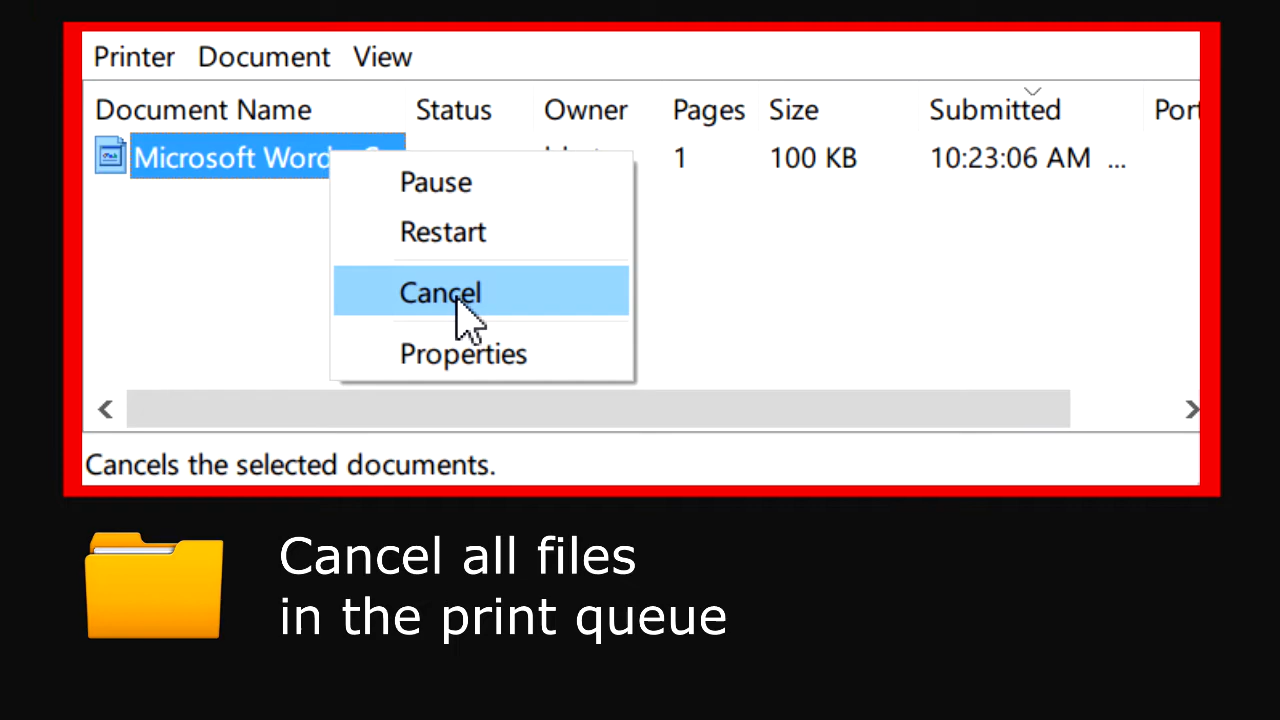 Printer Document View
Document Name Status Owner Pages Size Submitted Port
Microsoft Word 1 100 KB 10:23:06 AM ...
Pause
Restart
Cancel
Properties
Cancels the selected documents.
Cancel all files
in the print queue